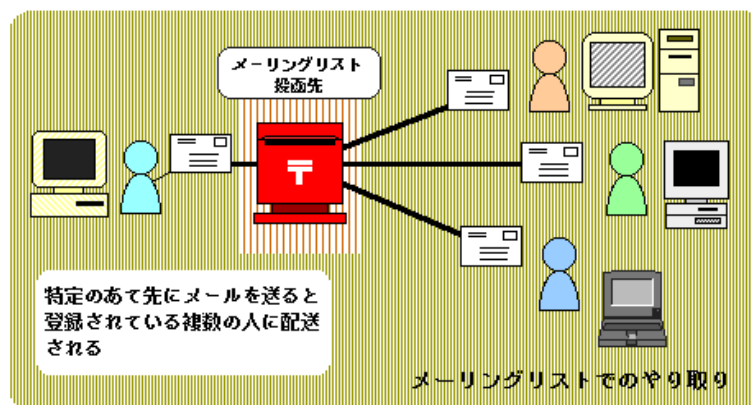 メーリングリスト
投函先
〒
特定のあて先にメールを送ると
登録されている複数の人に配送
される
メーリングリストでのやり取り